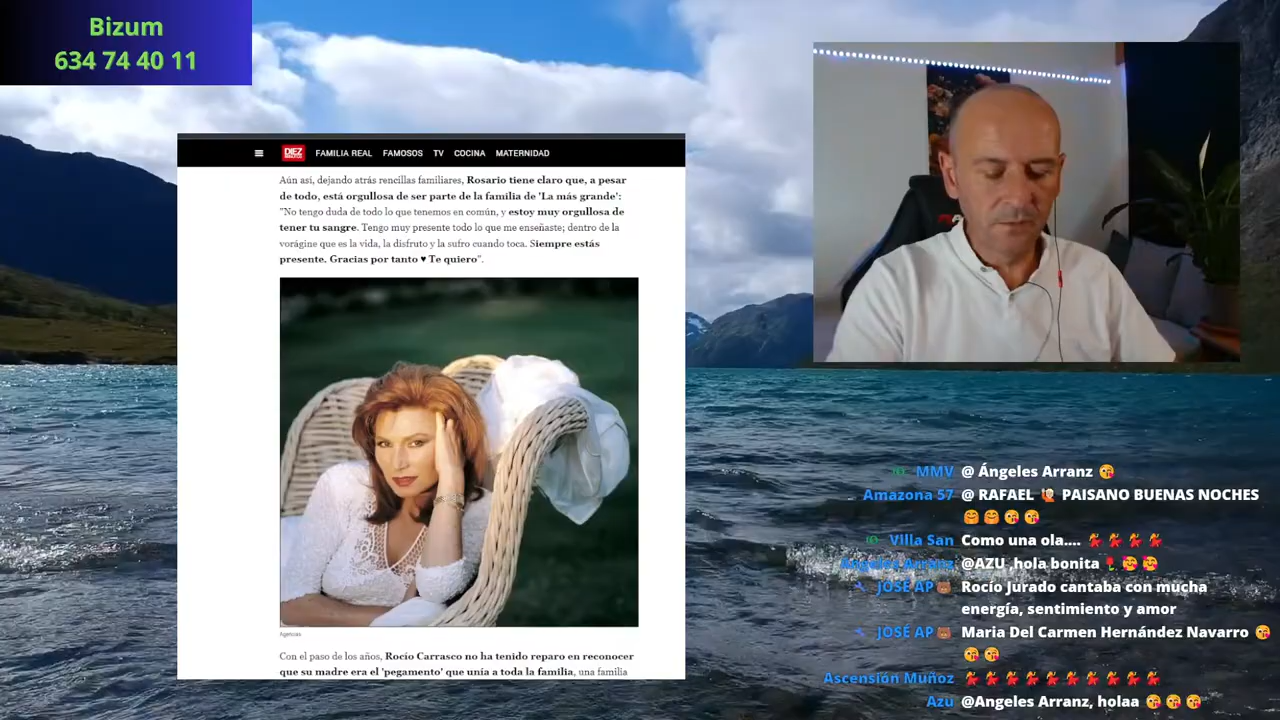 Bizum
634 74 40 11
DIEZ MINUTOS
FAMILIA REAL FAMOSOS TV COCINA MATERNIDAD
Aún así, dejando atrás rencillas familiares, Rosario tiene claro que, a pesar
de todo, está orgullosa de ser parte de la familia de 'La más grande':
"No tengo duda de todo lo que tenemos en común, y estoy muy orgullosa de
tener tu sangre. Tengo muy presente todo lo que me enseñaste; dentro de la
vorágine que es la vida, la disfruto y la sufro cuando toca. Siempre estás
presente. Gracias por tanto ♥ Te quiero".
Agencias
Con el paso de los años, Rocío Carrasco no ha tenido reparo en reconocer
que su madre era el 'pegamento' que unía a toda la familia, una familia
MMV @ Ángeles Arranz 😘
Amazona 57 @ RAFAEL 🙋 PAISANO BUENAS NOCHES
🤗 🤗 😘 😘
VIlla San Como una ola.... 💃 💃 💃 💃
Angeles Arranz @AZU ,hola bonita 🌹 🥰 🥰
JOSÉ AP🐻 Rocío Jurado cantaba con mucha
energía, sentimiento y amor
JOSÉ AP🐻 Maria Del Carmen Hernández Navarro 😘
😘 😘
Ascensión Muñoz 💃 💃 💃 💃 💃 💃 💃 💃 💃 💃
Azu @Angeles Arranz, holaa 😘 😘 😘